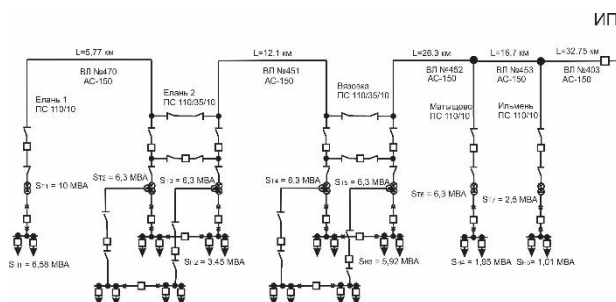 ИП
L=5,77 км
L=12.1 км
L=26.3 км
L=16.7 км
L=32.75 км
ВЛ №470
АС-150
ВЛ №451
АС-150
ВЛ №452
АС-150
ВЛ №453
АС-150
ВЛ №403
АС-150
Елань 1
ПС 110/10
Елань 2
ПС 110/35/10
Вязовка
ПС 110/35/10
Матышево
ПС 110/10
Ильмень
ПС 110/10
Sт1 = 10 МВА
Sт2 = 6,3 МВА
Sт3 = 6,3 МВА
Sт4 = 6.3 МВА
Sт5 = 6.3 МВА
Sт6 = 6,3 МВА
Sт7 = 2,5 МВА
Sн1 = 6,58 МВА
Sн2 = 3.45 МВА
Sн3 = 5,92 МВА
Sн4 = 1,95 МВА
Sн5= 1,01 МВА